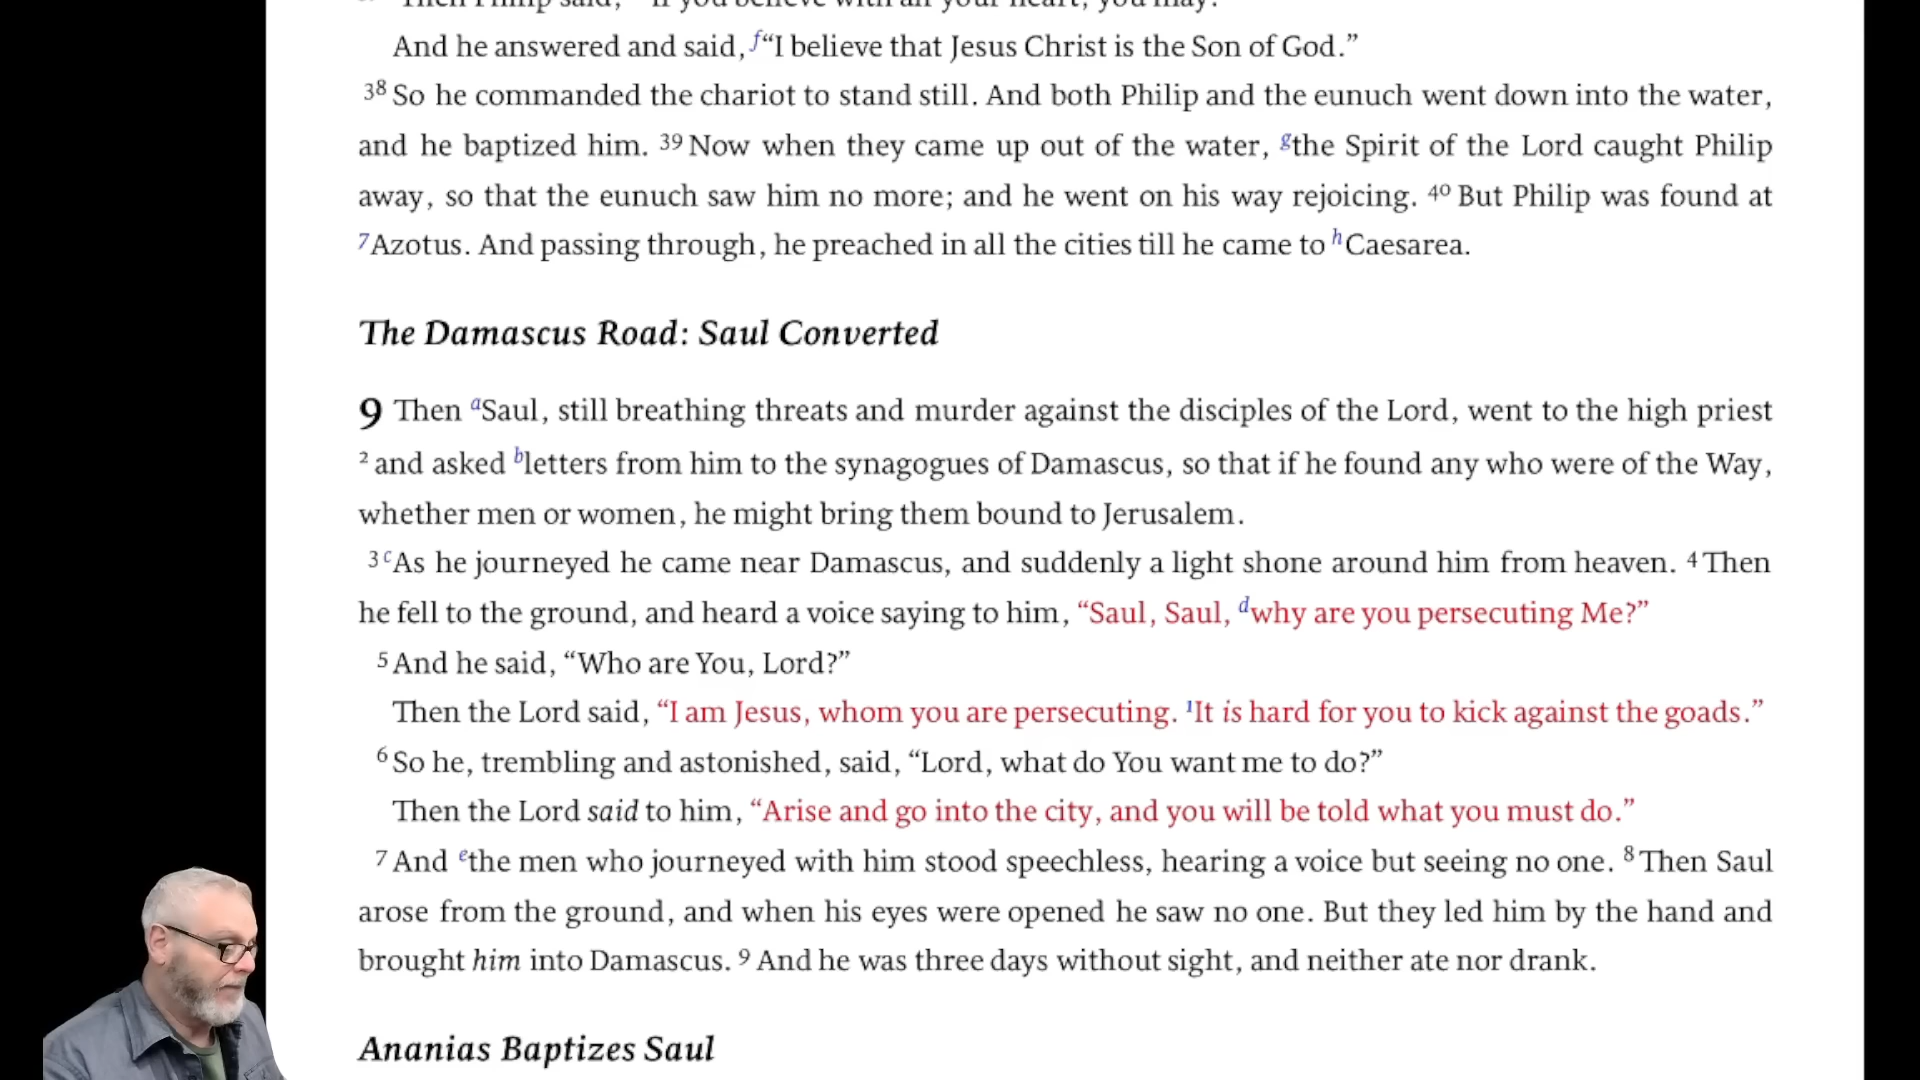 Then Philip said, “If you believe with all your heart, you may.”
And he answered and said, f“I believe that Jesus Christ is the Son of God.”
38 So he commanded the chariot to stand still. And both Philip and the eunuch went down into the water,
and he baptized him. 39 Now when they came up out of the water, gthe Spirit of the Lord caught Philip
away, so that the eunuch saw him no more; and he went on his way rejoicing. 40 But Philip was found at
7Azotus. And passing through, he preached in all the cities till he came to hCaesarea.
The Damascus Road: Saul Converted
9 Then aSaul, still breathing threats and murder against the disciples of the Lord, went to the high priest
2 and asked bletters from him to the synagogues of Damascus, so that if he found any who were of the Way,
whether men or women, he might bring them bound to Jerusalem.
3 cAs he journeyed he came near Damascus, and suddenly a light shone around him from heaven. 4 Then
he fell to the ground, and heard a voice saying to him, “Saul, Saul, dwhy are you persecuting Me?”
5 And he said, “Who are You, Lord?”
Then the Lord said, “I am Jesus, whom you are persecuting. 1It is hard for you to kick against the goads.”
6 So he, trembling and astonished, said, “Lord, what do You want me to do?”
Then the Lord said to him, “Arise and go into the city, and you will be told what you must do.”
7 And ethe men who journeyed with him stood speechless, hearing a voice but seeing no one. 8 Then Saul
arose from the ground, and when his eyes were opened he saw no one. But they led him by the hand and
brought him into Damascus. 9 And he was three days without sight, and neither ate nor drank.
Ananias Baptizes Saul